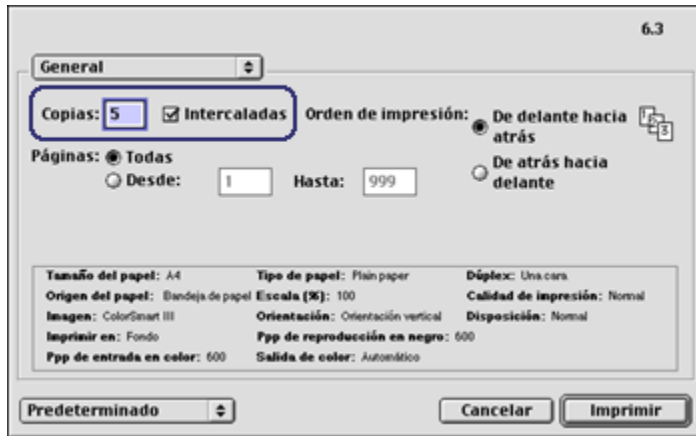 6.3
General
Copias: 5 Intercaladas Orden de impresión: De delante hacia
atrás
Páginas: Todas De atrás hacia
delante
Desde: 1 Hasta: 999
Tamaño del papel: A4 Tipo de papel: Plain paper Dúplex: Una cara.
Origen del papel: Bandeja de papel Escala (%): 100 Calidad de impresión: Normal
Imagen: ColorSmart III Orientación: Orientación vertical Disposición: Normal
Imprimir en: Fondo Ppp de reproducción en negro: 600
Ppp de entrada en color: 600 Salida de color: Automático
Predeterminado Cancelar Imprimir